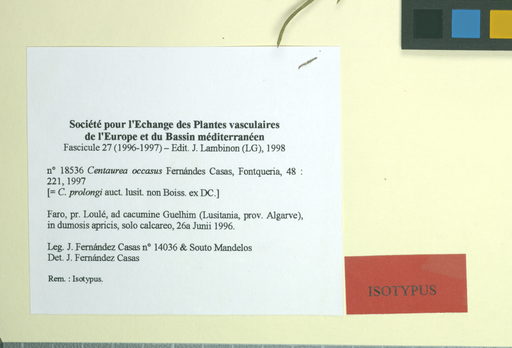 Société pour l'Echange des Plantes vasculaires
de l'Europe et du Bassin méditerranéen
Fascicule 27 (1996-1997) – Edit. J. Lambinon (LG), 1998
n° 18536 Centaurea occasus Fernándes Casas, Fontqueria, 48 :
221, 1997
[= C. prolongi auct. lusit. non Boiss. ex DC.]
Faro, pr. Loulé, ad cacumine Guelhim (Lusitania, prov. Algarve),
in dumosis apricis, solo calcareo, 26a Junii 1996.
Leg. J. Fernández Casas n° 14036 & Souto Mandelos
Det. J. Fernández Casas
Rem. : Isotypus.
ISOTYPUS